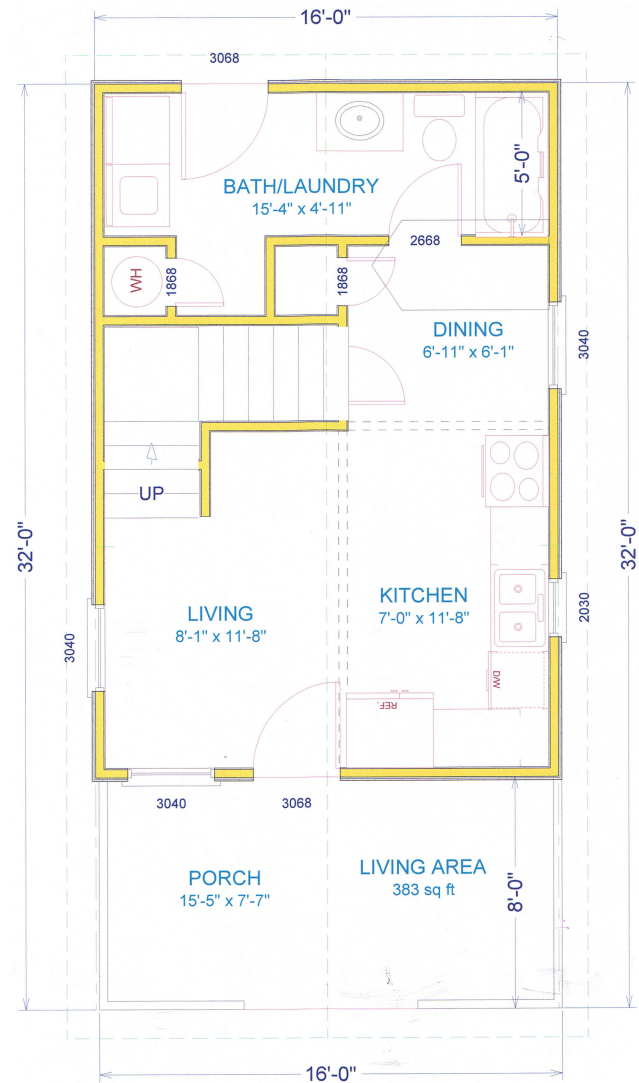 16'-0"
3068
32'-0"
32'-0"
BATH/LAUNDRY
15'-4" x 4'-11"
5'-0"
2668
WH
1868
1868
DINING
6'-11" x 6'-1"
3040
UP
KITCHEN
7'-0" x 11'-8"
LIVING
8'-1" x 11'-8"
2030
3040
D/W
REF.
3040
3068
PORCH
15'-5" x 7'-7"
LIVING AREA
383 sq ft
8'-0"
16'-0"